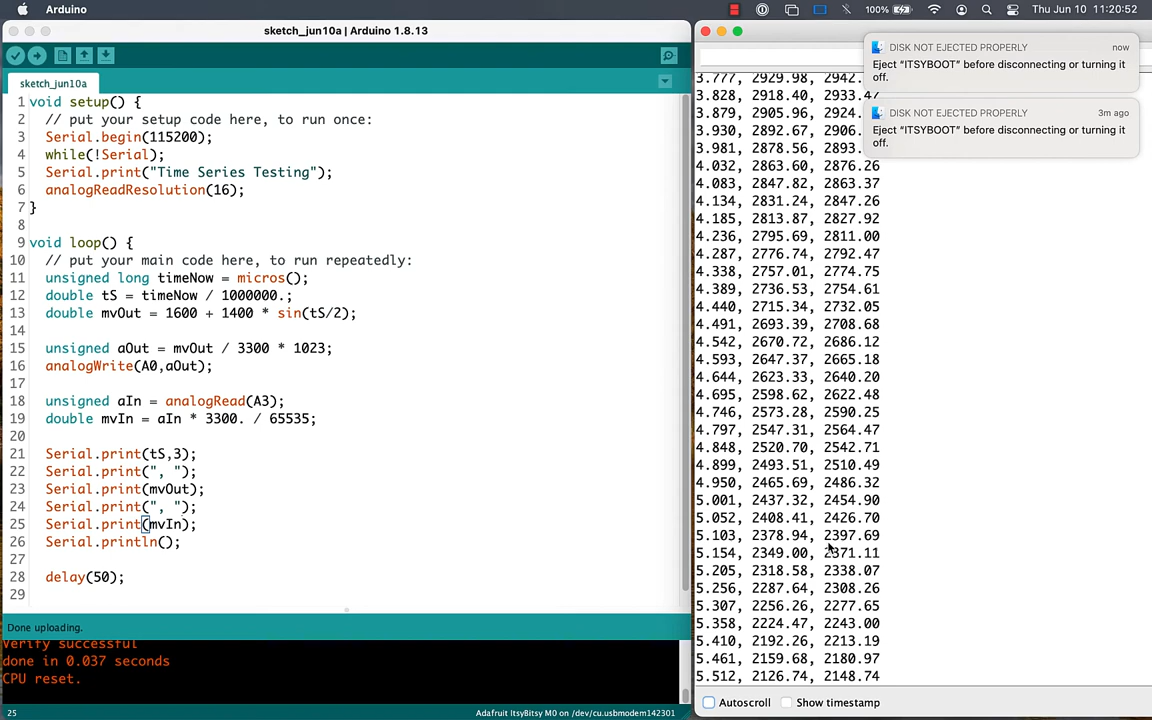 Arduino
100%
Thu Jun 10 11:20:52
sketch_jun10a | Arduino 1.8.13
sketch_jun10a
1 void setup() {
2 // put your setup code here, to run once:
3 Serial.begin(115200);
4 while(!Serial);
5 Serial.print("Time Series Testing");
6 analogReadResolution(16);
7 }
8
9 void loop() {
10 // put your main code here, to run repeatedly:
11 unsigned long timeNow = micros();
12 double tS = timeNow / 1000000.;
13 double mvOut = 1600 + 1400 * sin(tS/2);
14
15 unsigned aOut = mvOut / 3300 * 1023;
16 analogWrite(A0,aOut);
17
18 unsigned aIn = analogRead(A3);
19 double mvIn = aIn * 3300. / 65535;
20
21 Serial.print(tS,3);
22 Serial.print(", ");
23 Serial.print(mvOut);
24 Serial.print(", ");
25 Serial.print(mvIn);
26 Serial.println();
27
28 delay(50);
29
Done uploading.
Verify successful
done in 0.037 seconds
CPU reset.
25
Adafruit ItsyBitsy M0 on /dev/cu.usbmodem142301
DISK NOT EJECTED PROPERLY
now
Eject "ITSYBOOT" before disconnecting or turning it
off.
DISK NOT EJECTED PROPERLY
3m ago
Eject "ITSYBOOT" before disconnecting or turning it
off.
3.777, 2929.98, 2942.
3.828, 2918.40, 2933.47
3.879, 2905.96, 2924.
3.930, 2892.67, 2906.
3.981, 2878.56, 2893.
4.032, 2863.60, 2876.26
4.083, 2847.82, 2863.37
4.134, 2831.24, 2847.26
4.185, 2813.87, 2827.92
4.236, 2795.69, 2811.00
4.287, 2776.74, 2792.47
4.338, 2757.01, 2774.75
4.389, 2736.53, 2754.61
4.440, 2715.34, 2732.05
4.491, 2693.39, 2708.68
4.542, 2670.72, 2686.12
4.593, 2647.37, 2665.18
4.644, 2623.33, 2640.20
4.695, 2598.62, 2622.48
4.746, 2573.28, 2590.25
4.797, 2547.31, 2564.47
4.848, 2520.70, 2542.71
4.899, 2493.51, 2510.49
4.950, 2465.69, 2486.32
5.001, 2437.32, 2454.90
5.052, 2408.41, 2426.70
5.103, 2378.94, 2397.69
5.154, 2349.00, 2371.11
5.205, 2318.58, 2338.07
5.256, 2287.64, 2308.26
5.307, 2256.26, 2277.65
5.358, 2224.47, 2243.00
5.410, 2192.26, 2213.19
5.461, 2159.68, 2180.97
5.512, 2126.74, 2148.74
Autoscroll
Show timestamp